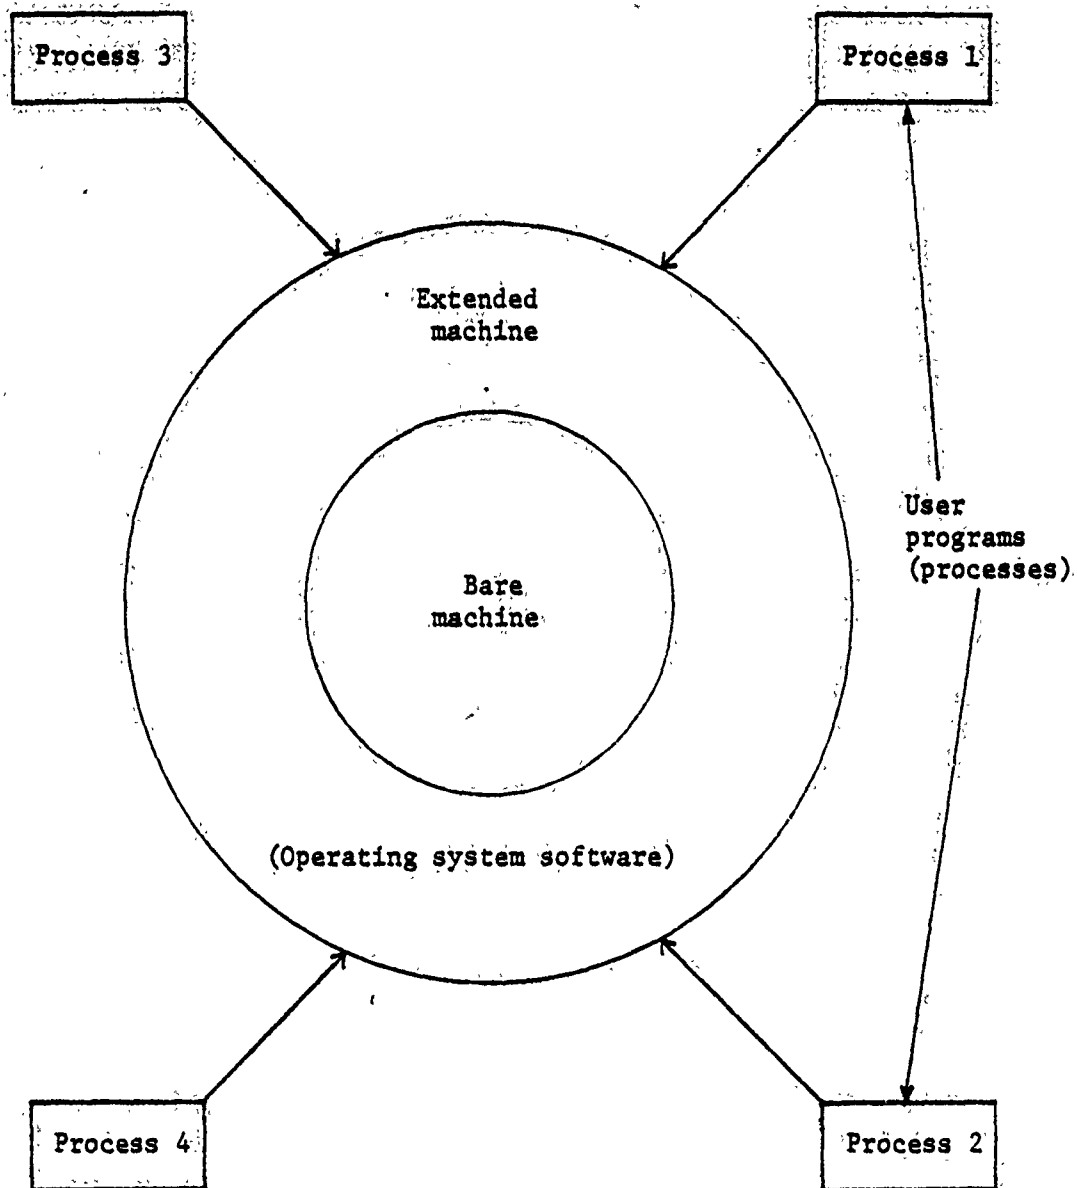 Process 3
Process 1
Extended
machine
User
programs
(processes)
Bare
machine
(Operating system software)
Process 4
Process 2